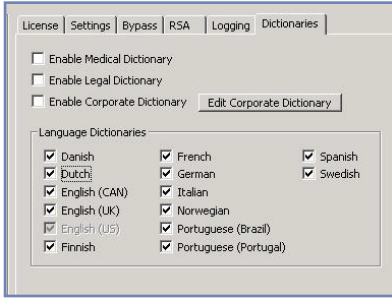 License Settings Bypass RSA Logging Dictionaries
Enable Medical Dictionary
Enable Legal Dictionary
Enable Corporate Dictionary Edit Corporate Dictionary
Language Dictionaries
Danish French Spanish
Dutch German Swedish
English (CAN) Italian
English (UK) Norwegian
English (US) Portuguese (Brazil)
Finnish Portuguese (Portugal)